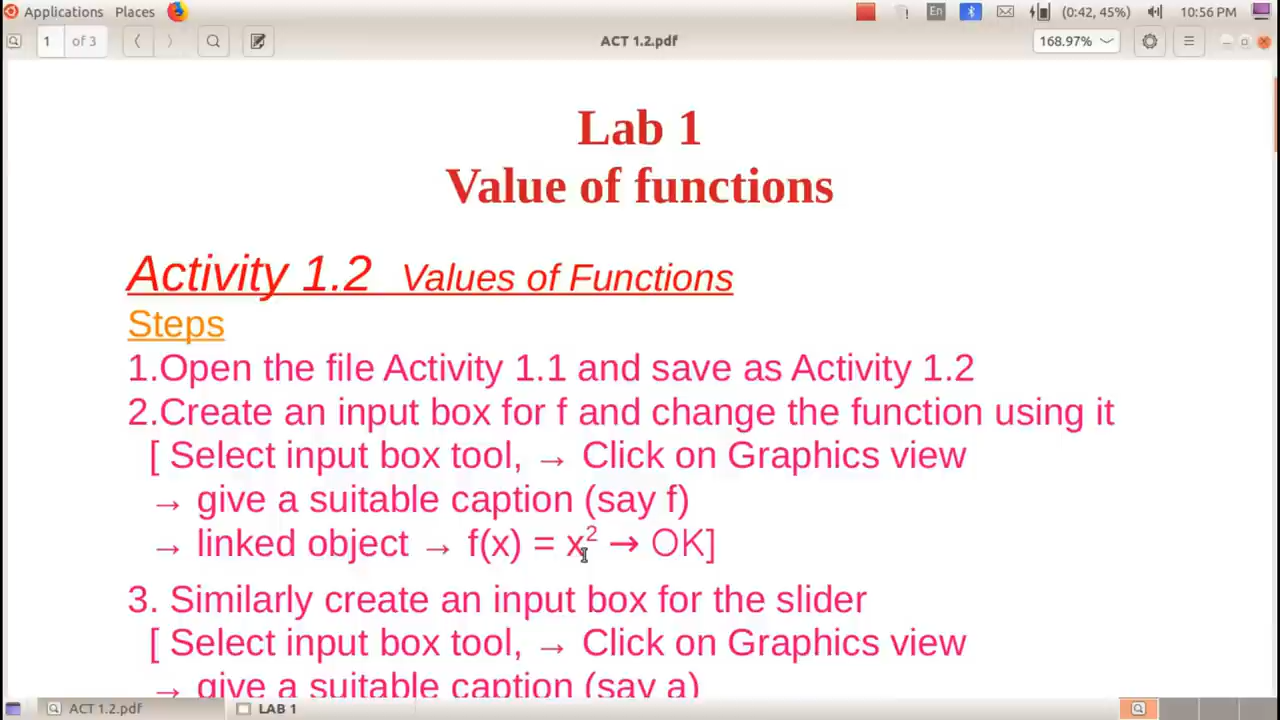 Applications Places En (0:42, 45%) 10:56 PM
1 of 3 ACT 1.2.pdf 168.97%
Lab 1
Value of functions
Activity 1.2 Values of Functions
Steps
1.Open the file Activity 1.1 and save as Activity 1.2
2.Create an input box for f and change the function using it
[ Select input box tool, → Click on Graphics view
→ give a suitable caption (say f)
→ linked object → f(x) = x² → OK]
3. Similarly create an input box for the slider
[ Select input box tool, → Click on Graphics view
→ give a suitable caption (say a)
ACT 1.2.pdf LAB 1